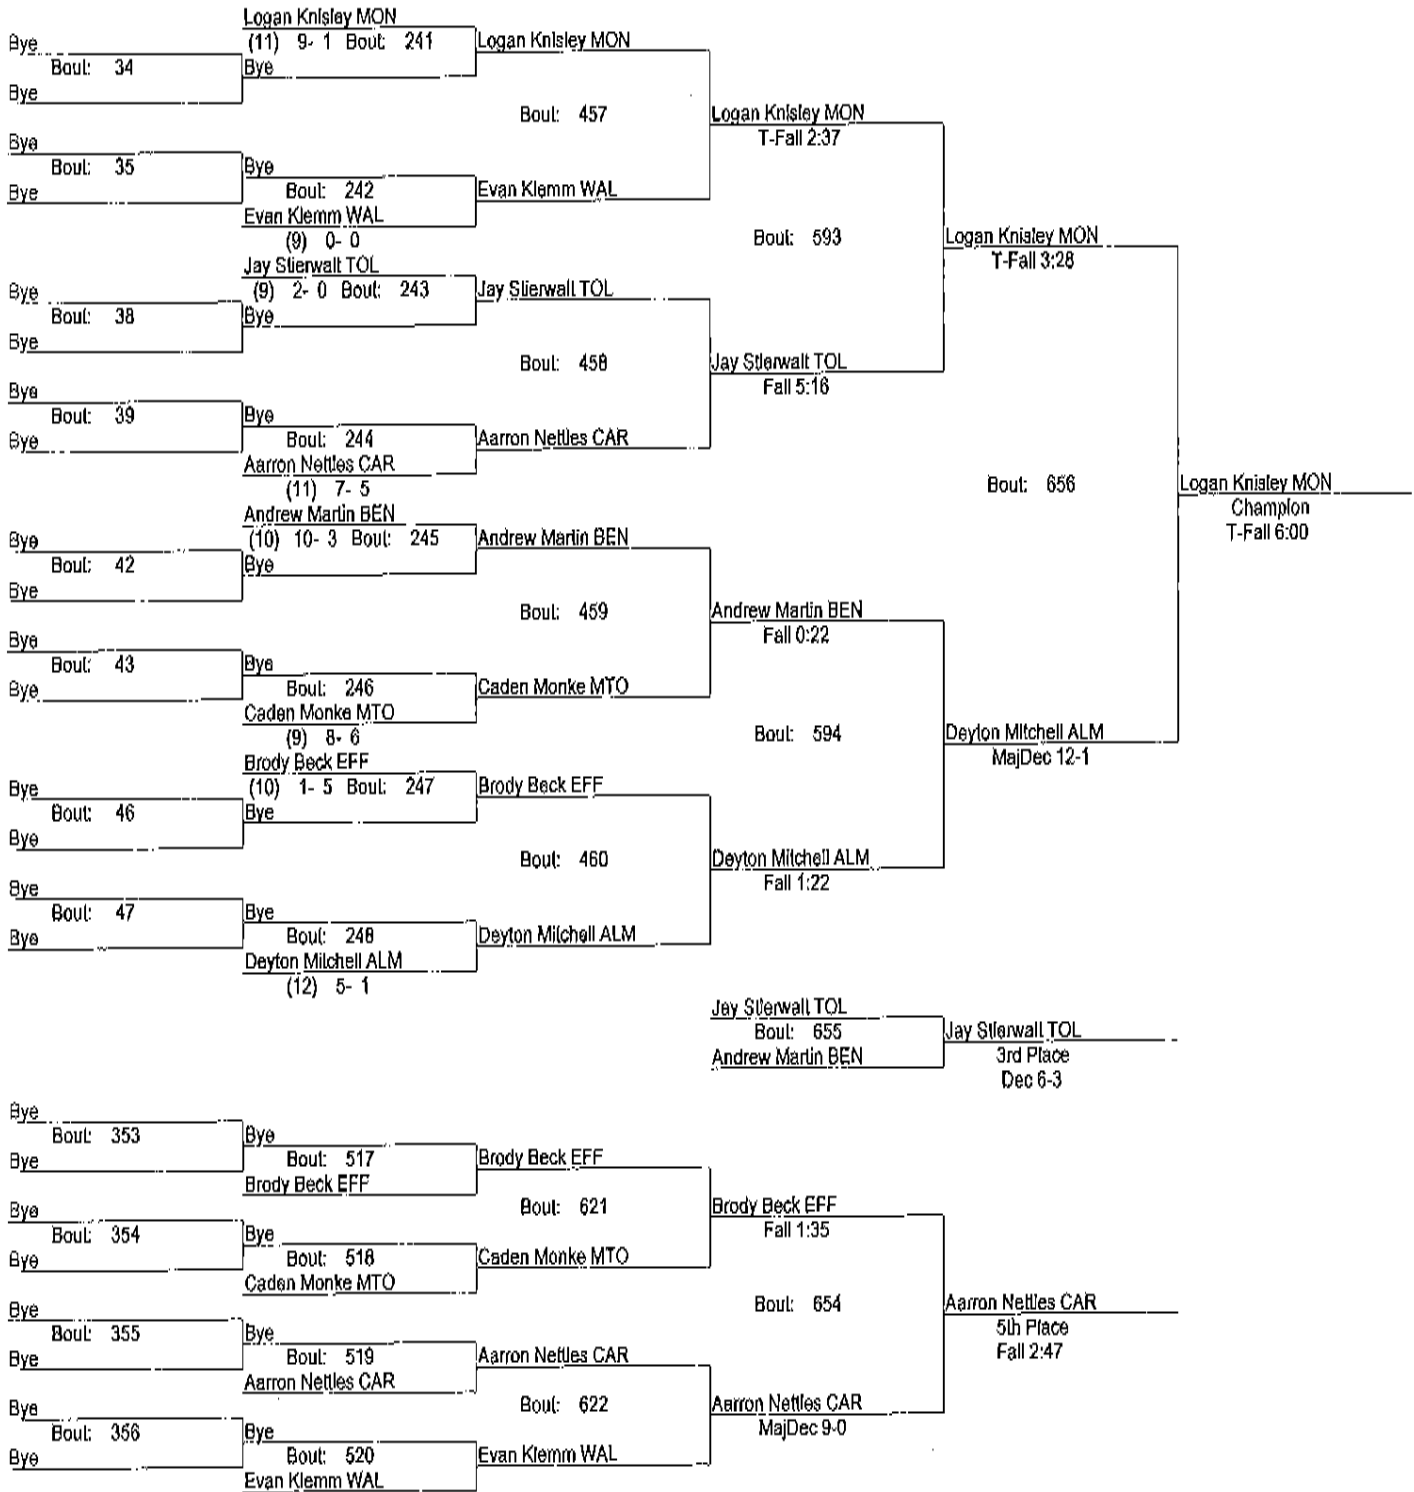 Logan Knisley MON
Bye
(11) 9- 1 Bout: 241
Logan Knisley MON
Bout: 34
Bye
Bye
Bout: 457
Logan Knisley MON
T-Fall 2:37
Bye
Bout: 35
Bye
Bye
Bout: 242
Evan Klemm WAL
Evan Klemm WAL
(9) 0- 0
Bout: 593
Logan Knisley MON
T-Fall 3:28
Jay Stierwalt TOL
Bye
(9) 2- 0 Bout: 243
Jay Stierwalt TOL
Bout: 38
Bye
Bye
Bout: 458
Jay Stierwalt TOL
Fall 5:16
Bye
Bout: 39
Bye
Bye
Bout: 244
Aarron Nettles CAR
Aarron Nettles CAR
(11) 7- 5
Bout: 656
Logan Knisley MON
Champion
T-Fall 6:00
Andrew Martin BEN
Bye
(10) 10- 3 Bout: 245
Andrew Martin BEN
Bout: 42
Bye
Bye
Bout: 459
Andrew Martin BEN
Fall 0:22
Bye
Bout: 43
Bye
Bye
Bout: 246
Caden Monke MTO
Caden Monke MTO
(9) 8- 6
Bout: 594
Deyton Mitchell ALM
MajDec 12-1
Brody Beck EFF
Bye
(10) 1- 5 Bout: 247
Brody Beck EFF
Bout: 46
Bye
Bye
Bout: 460
Deyton Mitchell ALM
Fall 1:22
Bye
Bout: 47
Bye
Bye
Bout: 248
Deyton Mitchell ALM
Deyton Mitchell ALM
(12) 5- 1
Jay Stierwalt TOL
Bout: 655
Andrew Martin BEN
Jay Stierwalt TOL
3rd Place
Dec 6-3
Bye
Bout: 353
Bye
Bye
Bout: 517
Brody Beck EFF
Brody Beck EFF
Bout: 621
Brody Beck EFF
Fall 1:35
Bye
Bout: 354
Bye
Bye
Bout: 518
Caden Monke MTO
Caden Monke MTO
Bout: 654
Aarron Nettles CAR
5th Place
Fall 2:47
Bye
Bout: 355
Bye
Bye
Bout: 519
Aarron Nettles CAR
Aarron Nettles CAR
Bout: 622
Aarron Nettles CAR
MajDec 9-0
Bye
Bout: 356
Bye
Bye
Bout: 520
Evan Klemm WAL
Evan Klemm WAL